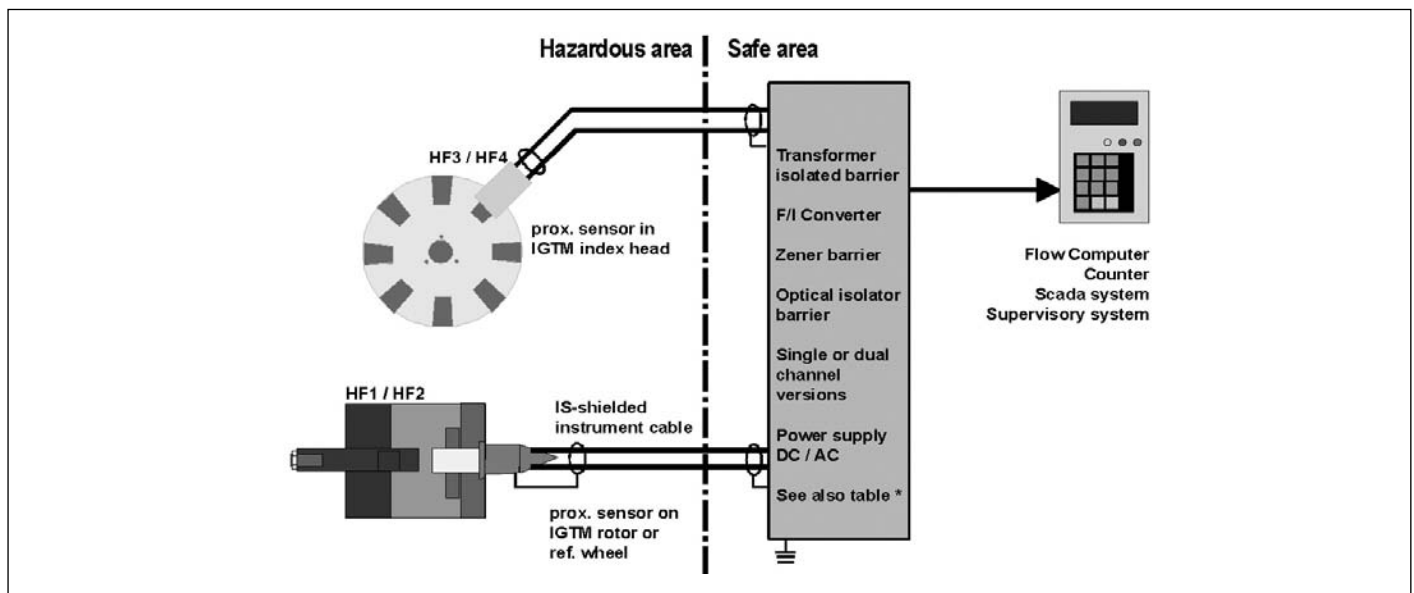 Hazardous area
Safe area
HF3 / HF4
prox. sensor in
IGTM index head
HF1 / HF2
IS-shielded
instrument cable
prox. sensor on
IGTM rotor or
ref. wheel
Transformer
isolated barrier
F/I Converter
Zener barrier
Optical isolator
barrier
Single or dual
channel
versions
Power supply
DC / AC
See also table *
Flow Computer
Counter
Scada system
Supervisory system